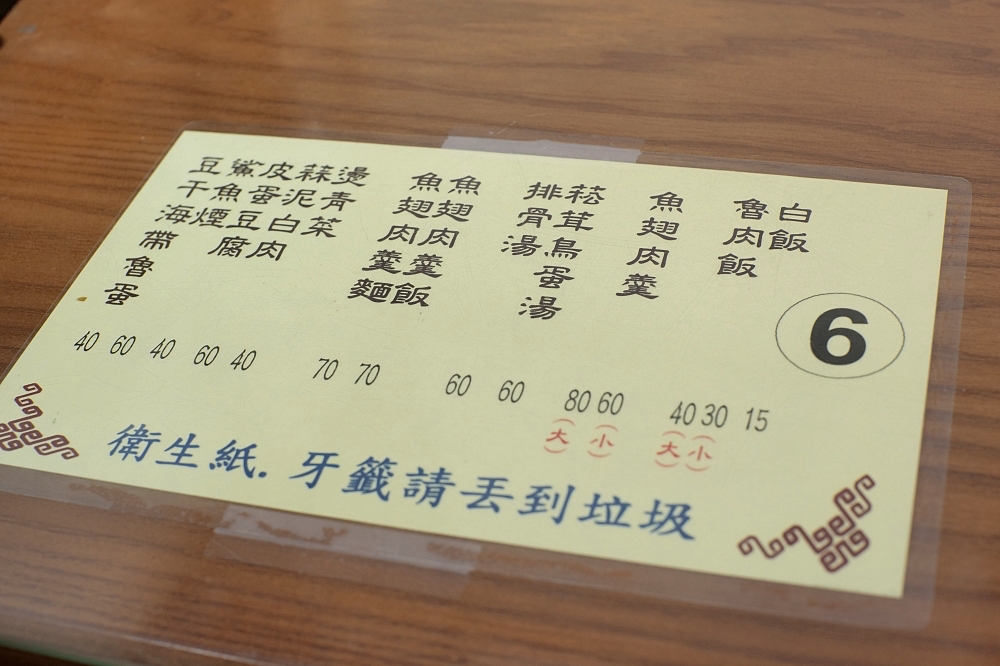 白飯 15
魯肉飯 40(大) 30(小)
魚翅肉羹 80(大) 60(小)
菘茸鳥蛋湯 60
排骨湯 60
魚翅肉羹飯 70
魚翅肉羹麵 70
燙青菜 40
蒜泥白肉 60
皮蛋豆腐 40
鯊魚煙 60
豆干海帶魯蛋 40
6
衛生紙.牙籤請丟到垃圾